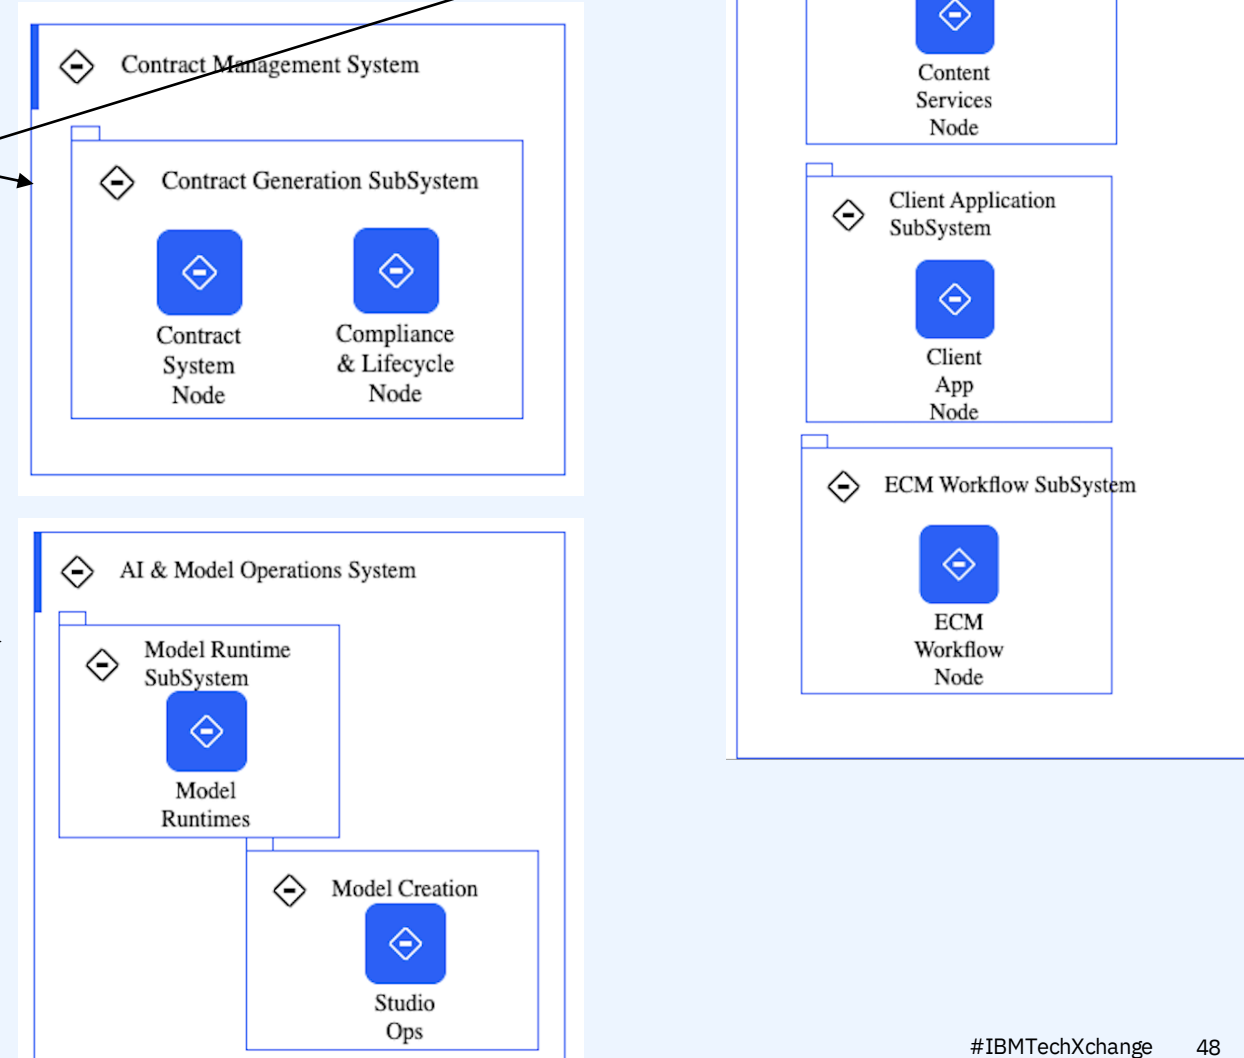 Contract Management System
Contract Generation SubSystem
Contract
System
Node
Compliance
& Lifecycle
Node
AI & Model Operations System
Model Runtime
SubSystem
Model
Runtimes
Model Creation
Studio
Ops
Content
Services
Node
Client Application
SubSystem
Client
App
Node
ECM Workflow SubSystem
ECM
Workflow
Node
#IBMTechXchange
48